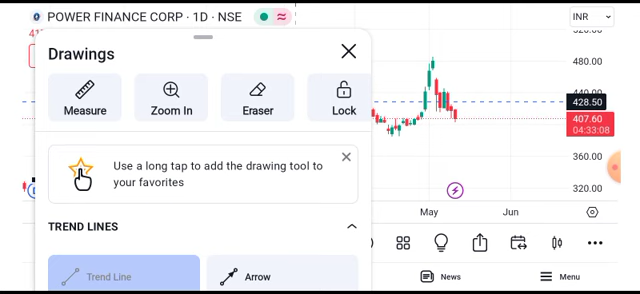 POWER FINANCE CORP · 1D · NSE
INR
Drawings
Measure
Zoom In
Eraser
Lock
Use a long tap to add the drawing tool to
your favorites
TREND LINES
Trend Line
Arrow
480.00
440.00
428.50
407.60
04:33:08
360.00
320.00
May
Jun
News
Menu